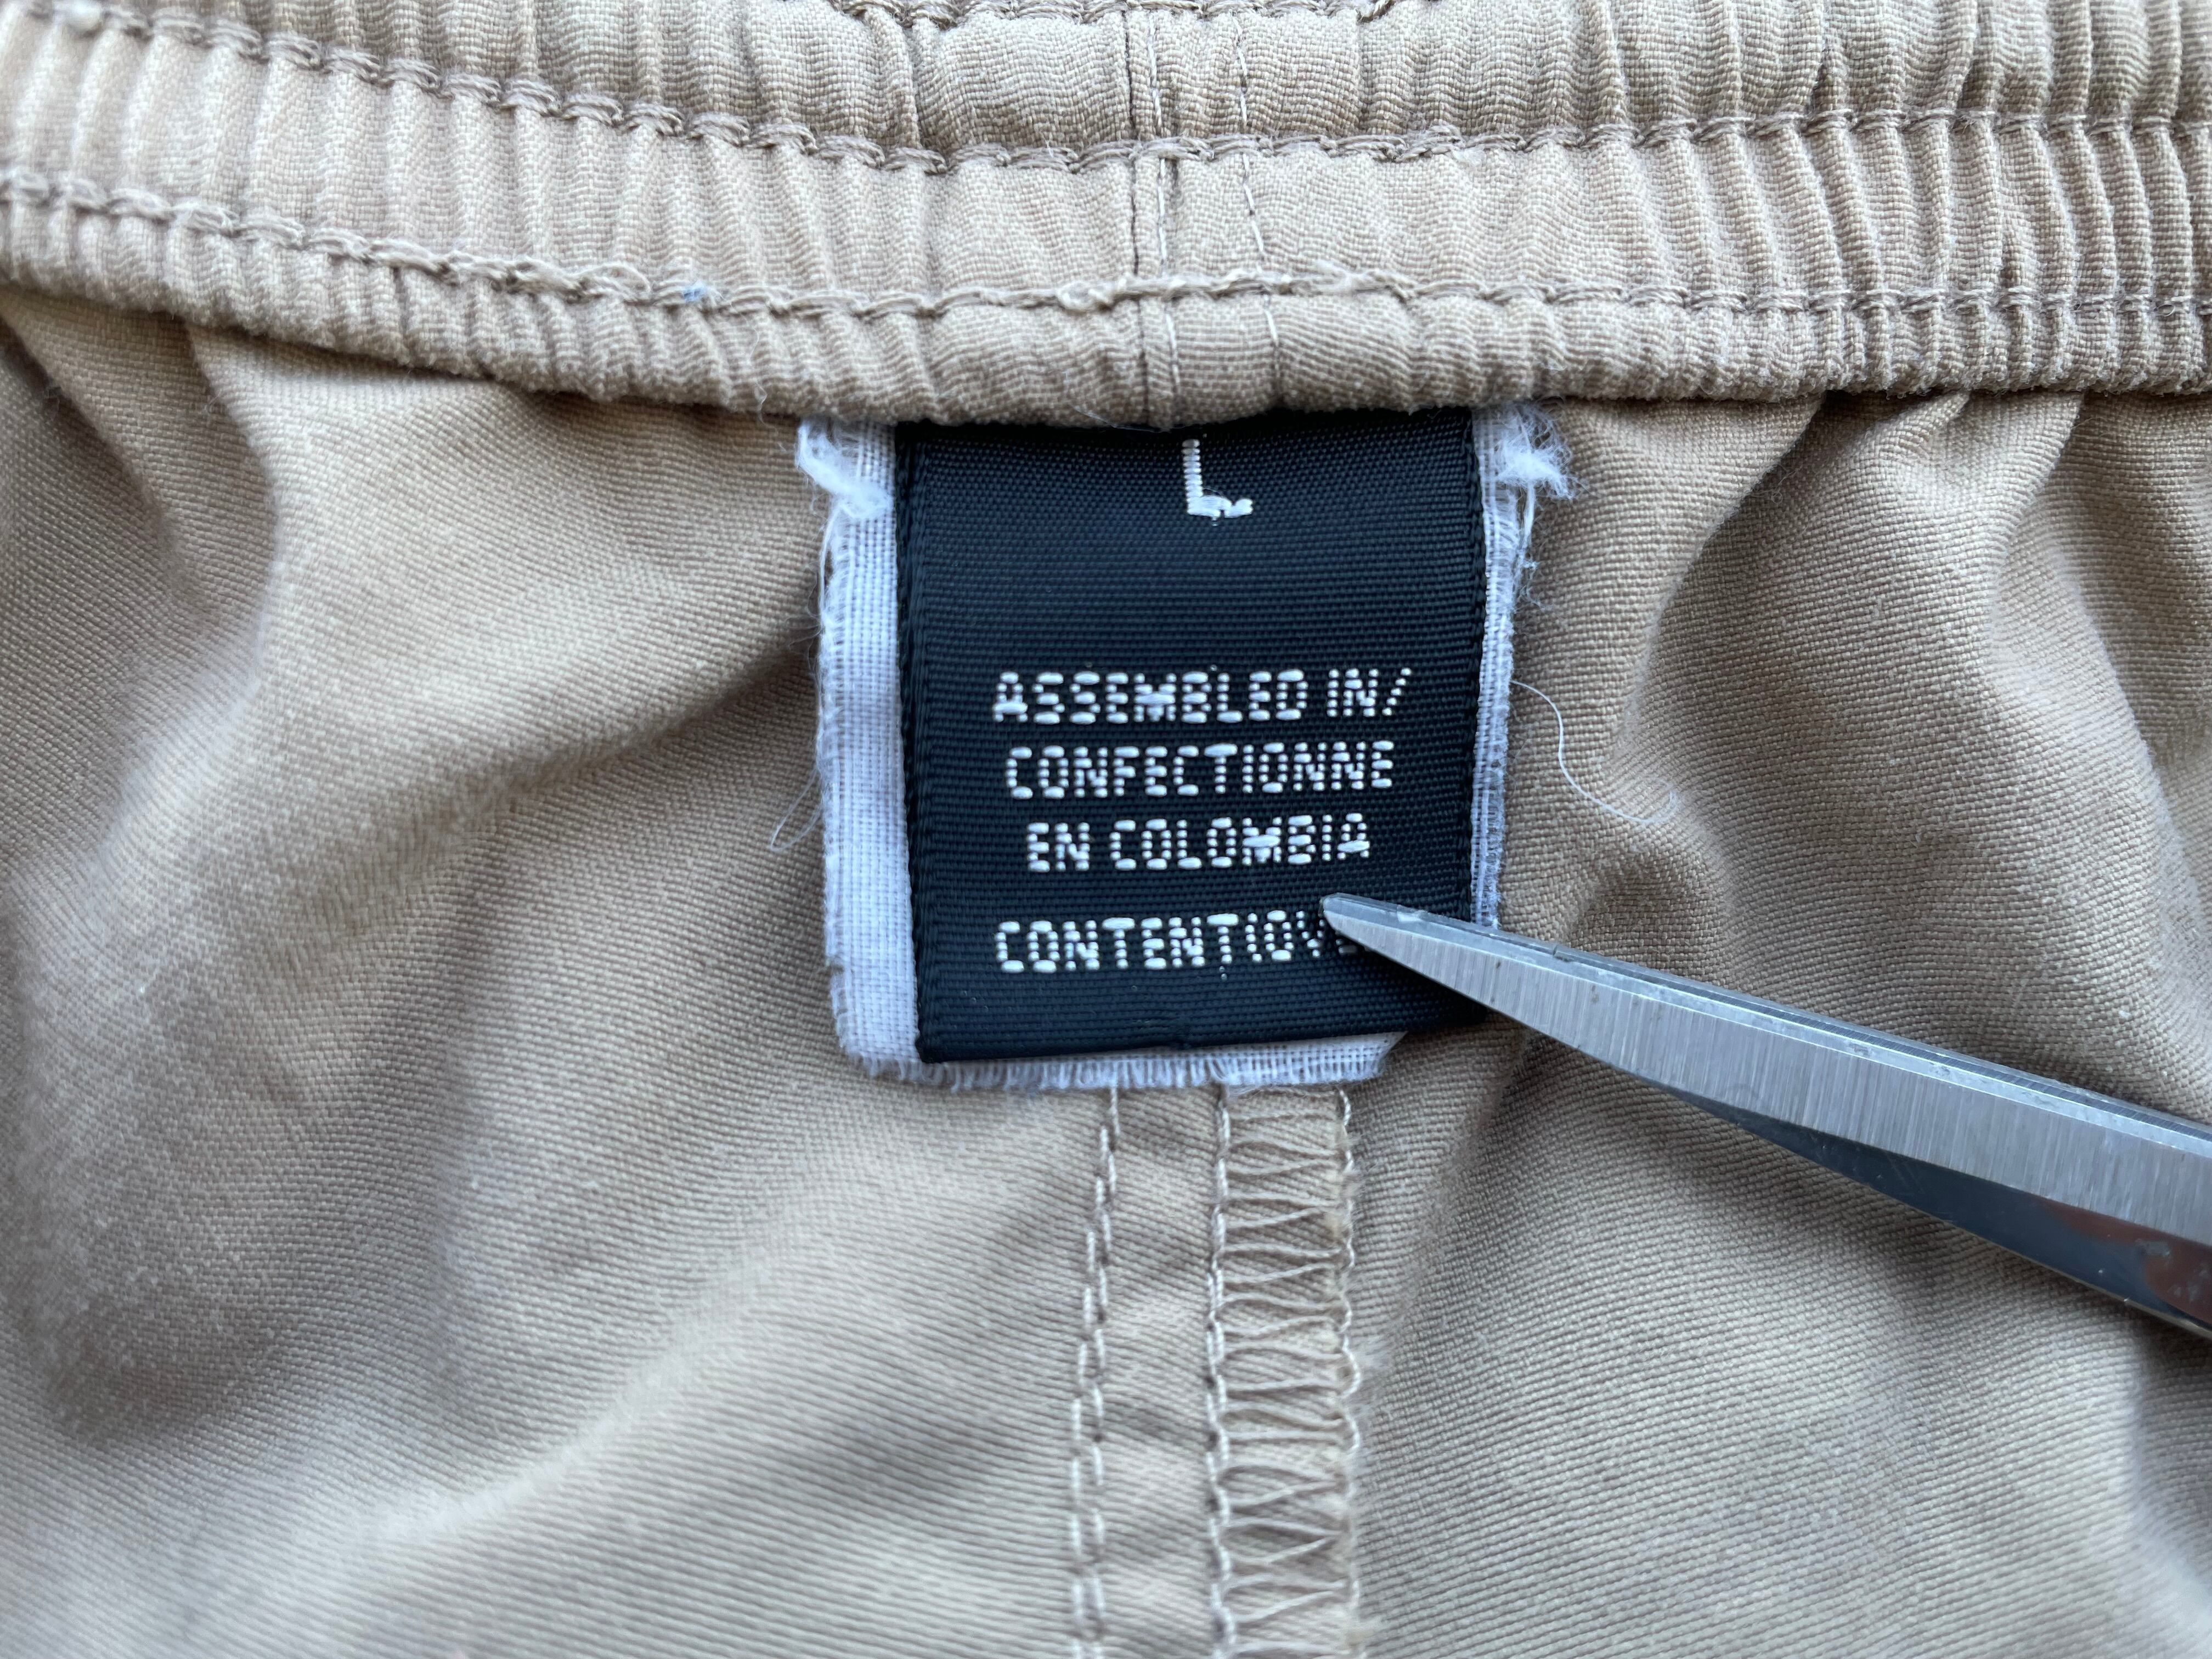 L
ASSEMBLED IN/
CONFECTIONNE
EN COLOMBIA